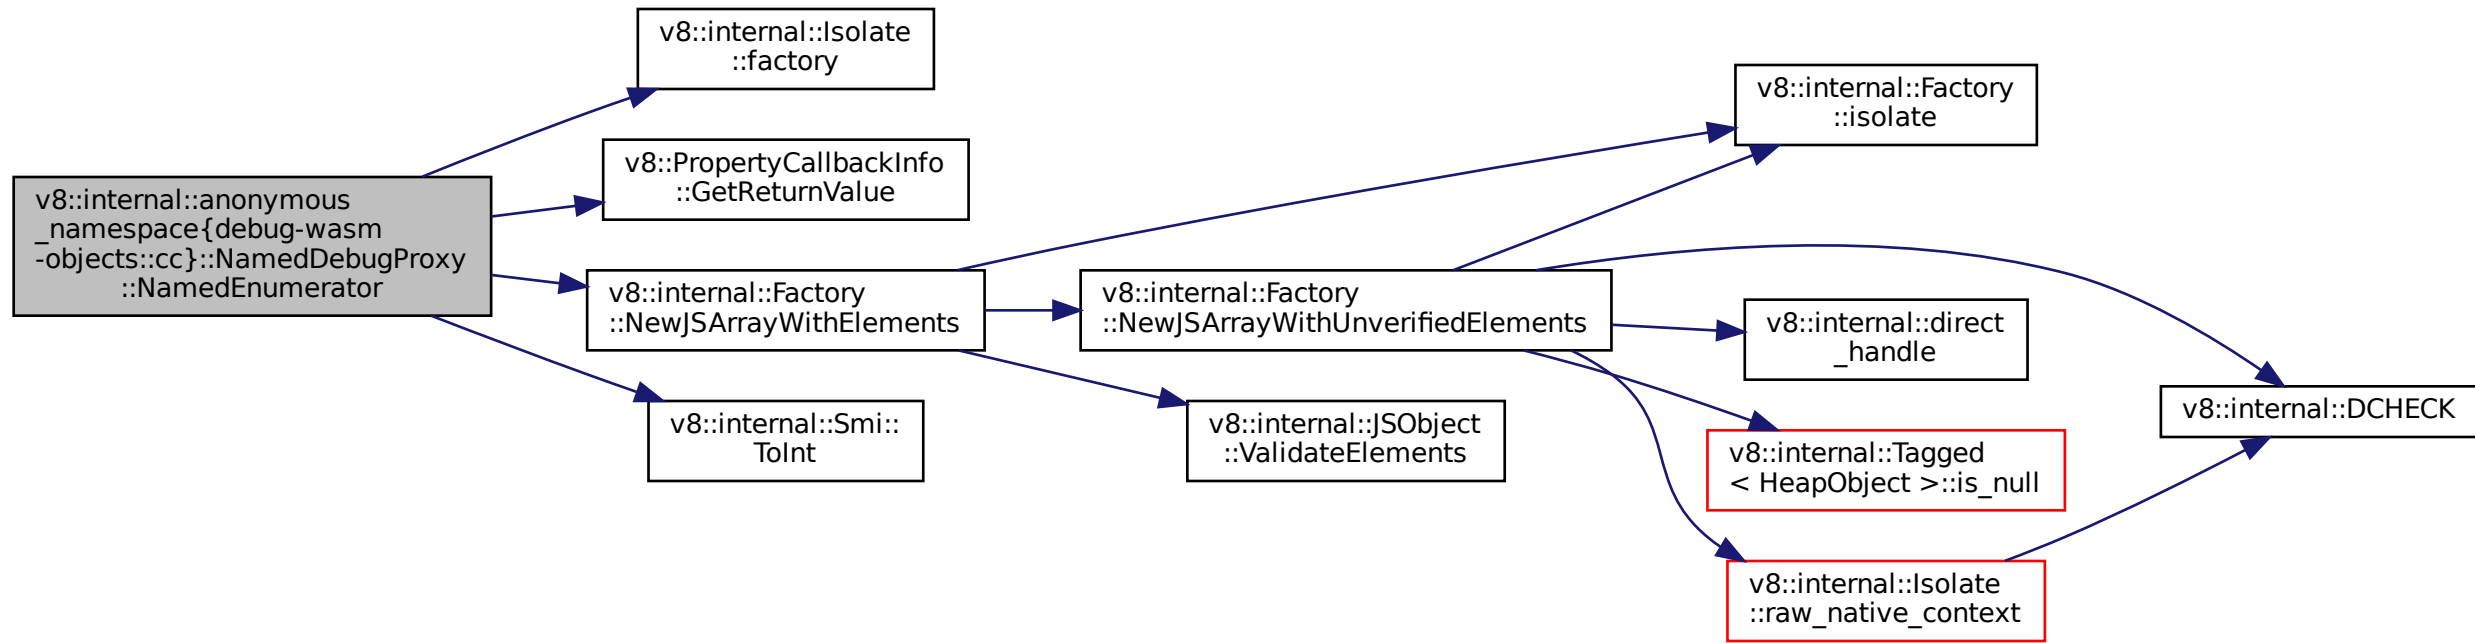 v8::internal::anonymous
_namespace{debug-wasm
-objects::cc}::NamedDebugProxy
::NamedEnumerator
v8::internal::Isolate
::factory
v8::PropertyCallbackInfo
::GetReturnValue
v8::internal::Factory
::NewJSArrayWithElements
v8::internal::Smi::
ToInt
v8::internal::Factory
::NewJSArrayWithUnverifiedElements
v8::internal::JSObject
::ValidateElements
v8::internal::Factory
::isolate
v8::internal::direct
_handle
v8::internal::Tagged
< HeapObject >::is_null
v8::internal::Isolate
::raw_native_context
v8::internal::DCHECK